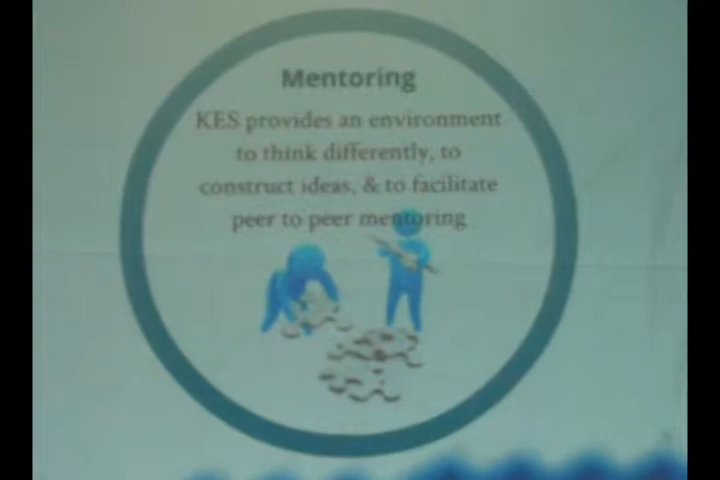 Mentoring
KES provides an environment
to think differently, to
construct ideas, & to facilitate
peer to peer mentoring